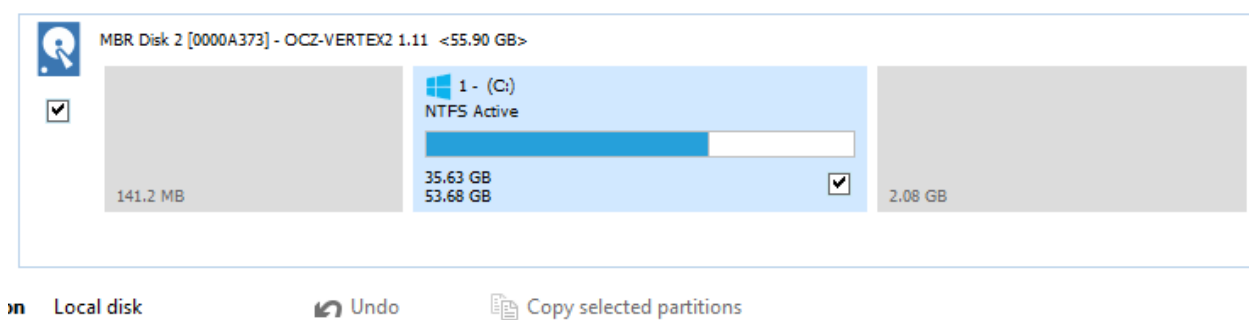 MBR Disk 2 [0000A373] - OCZ-VERTEX2 1.11 <55.90 GB>
1 - (C:)
NTFS Active
35.63 GB
141.2 MB
53.68 GB
2.08 GB
on Local disk
Undo
Copy selected partitions